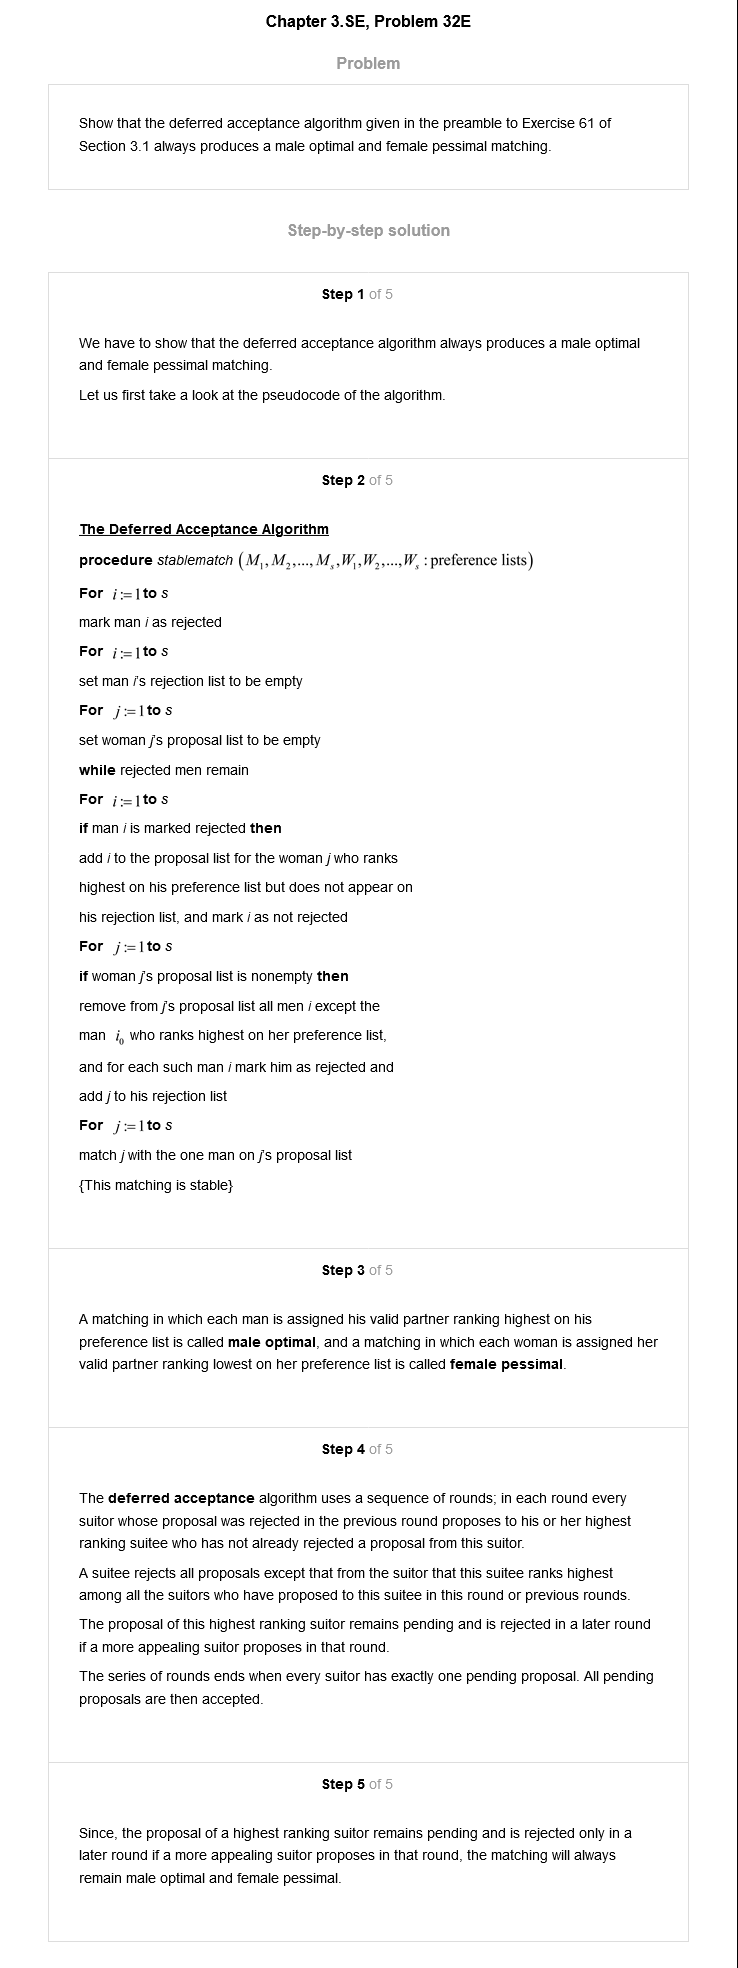 Chapter 3.SE, Problem 32E
Problem
Show that the deferred acceptance algorithm given in the preamble to Exercise 61 of
Section 3.1 always produces a male optimal and female pessimal matching.
Step-by-step solution
Step 1 of 5
We have to show that the deferred acceptance algorithm always produces a male optimal
and female pessimal matching.
Let us first take a look at the pseudocode of the algorithm.
Step 2 of 5
The Deferred Acceptance Algorithm
procedure stablematch (M₁, M₂,..., Mₛ, W₁, W₂,..., Wₛ : preference lists)
For i := 1 to s
mark man i as rejected
For i := 1 to s
set man i's rejection list to be empty
For j := 1 to s
set woman j's proposal list to be empty
while rejected men remain
For i := 1 to s
if man i is marked rejected then
add i to the proposal list for the woman j who ranks
highest on his preference list but does not appear on
his rejection list, and mark i as not rejected
For j := 1 to s
if woman j's proposal list is nonempty then
remove from j's proposal list all men i except the
man i₀ who ranks highest on her preference list,
and for each such man i mark him as rejected and
add j to his rejection list
For j := 1 to s
match j with the one man on j's proposal list
{This matching is stable}
Step 3 of 5
A matching in which each man is assigned his valid partner ranking highest on his
preference list is called male optimal, and a matching in which each woman is assigned her
valid partner ranking lowest on her preference list is called female pessimal.
Step 4 of 5
The deferred acceptance algorithm uses a sequence of rounds; in each round every
suitor whose proposal was rejected in the previous round proposes to his or her highest
ranking suitee who has not already rejected a proposal from this suitor.
A suitee rejects all proposals except that from the suitor that this suitee ranks highest
among all the suitors who have proposed to this suitee in this round or previous rounds.
The proposal of this highest ranking suitor remains pending and is rejected in a later round
if a more appealing suitor proposes in that round.
The series of rounds ends when every suitor has exactly one pending proposal. All pending
proposals are then accepted.
Step 5 of 5
Since, the proposal of a highest ranking suitor remains pending and is rejected only in a
later round if a more appealing suitor proposes in that round, the matching will always
remain male optimal and female pessimal.